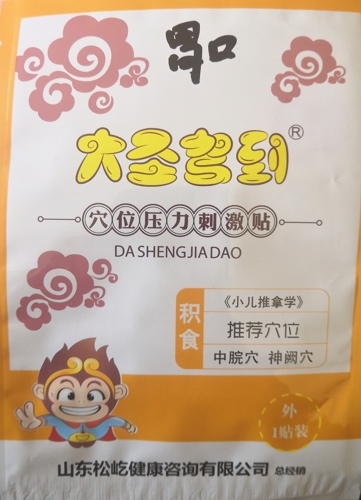 大圣驾到®
穴位压力刺激贴
DA SHENGJIA DAO
积食
《小儿推拿学》
推荐穴位
中脘穴 神阙穴
外
1贴装
山东松屹健康咨询有限公司 总经销